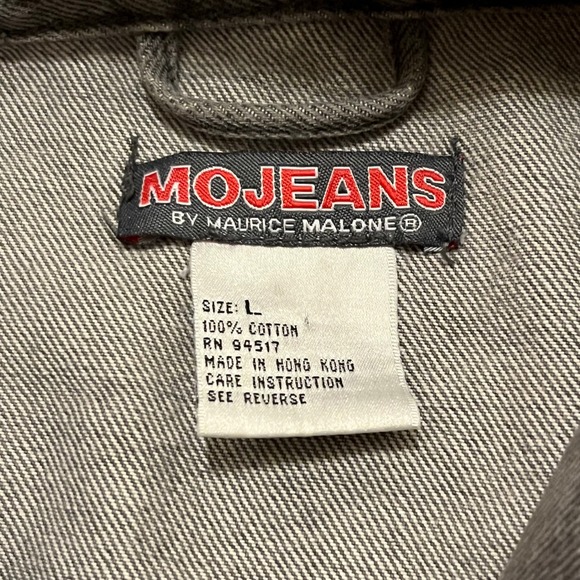 MOJEANS
BY MAURICE MALONE®
SIZE: L
100% COTTON
RN 94517
MADE IN HONG KONG
CARE INSTRUCTION
SEE REVERSE